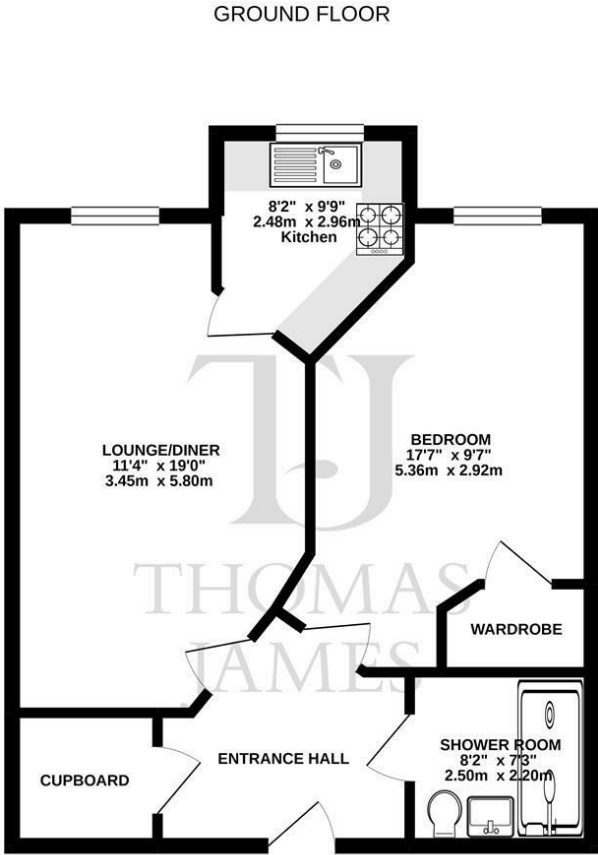 GROUND FLOOR
8'2" x 9'9"
2.48m x 2.96m
Kitchen
LOUNGE/DINER
11'4" x 19'0"
3.45m x 5.80m
BEDROOM
17'7" x 9'7"
5.36m x 2.92m
TJ
THOMAS
JAMES
WARDROBE
ENTRANCE HALL
SHOWER ROOM
8'2" x 7'3"
2.50m x 2.20m
CUPBOARD